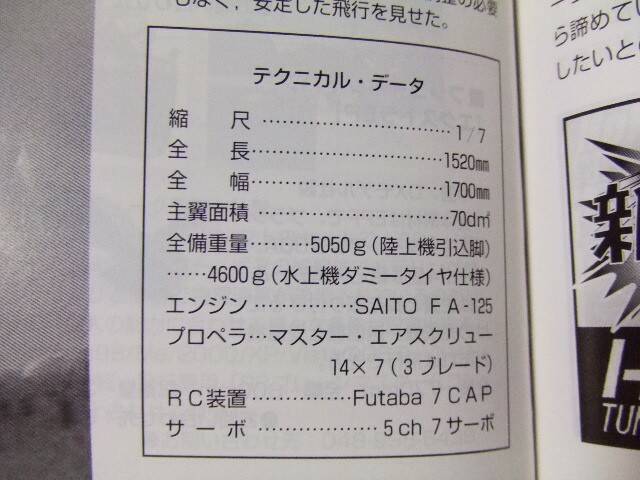 しなく，安定した飛行を見せた。
テクニカル・データ
縮　尺 …………………………1/7
全　長…………………………1520㎜
全　幅…………………………1700㎜
主翼面積 ………………………70d㎡
全備重量………5050g（陸上機引込脚）
……4600g（水上機ダミータイヤ仕様）
エンジン ……………SAITO FA-125
プロペラ…マスター・エアスクリュー
14×7（3ブレード）
RC装置 ……………Futaba 7CAP
サーボ ………………5ch 7サーボ
ら諦めてい
したいと
新
TUN